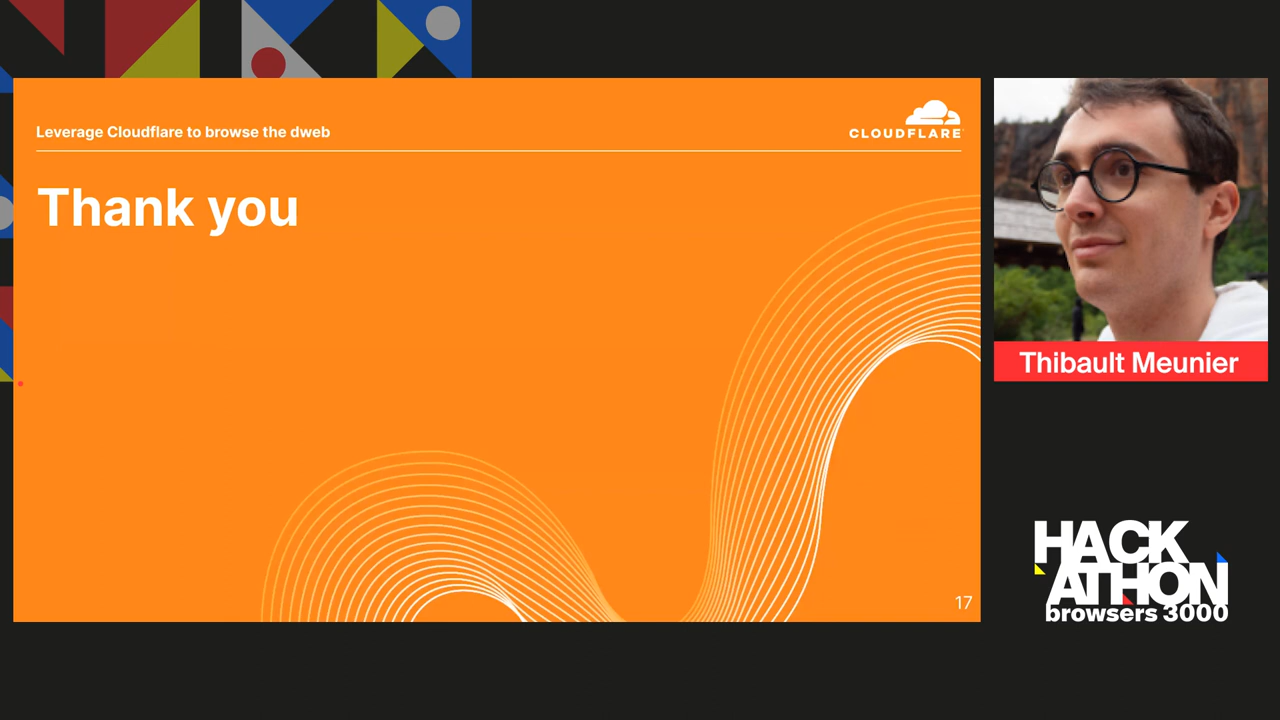 Leverage Cloudflare to browse the dweb
CLOUDFLARE
Thank you
17
Thibault Meunier
HACK
ATHON
browsers 3000